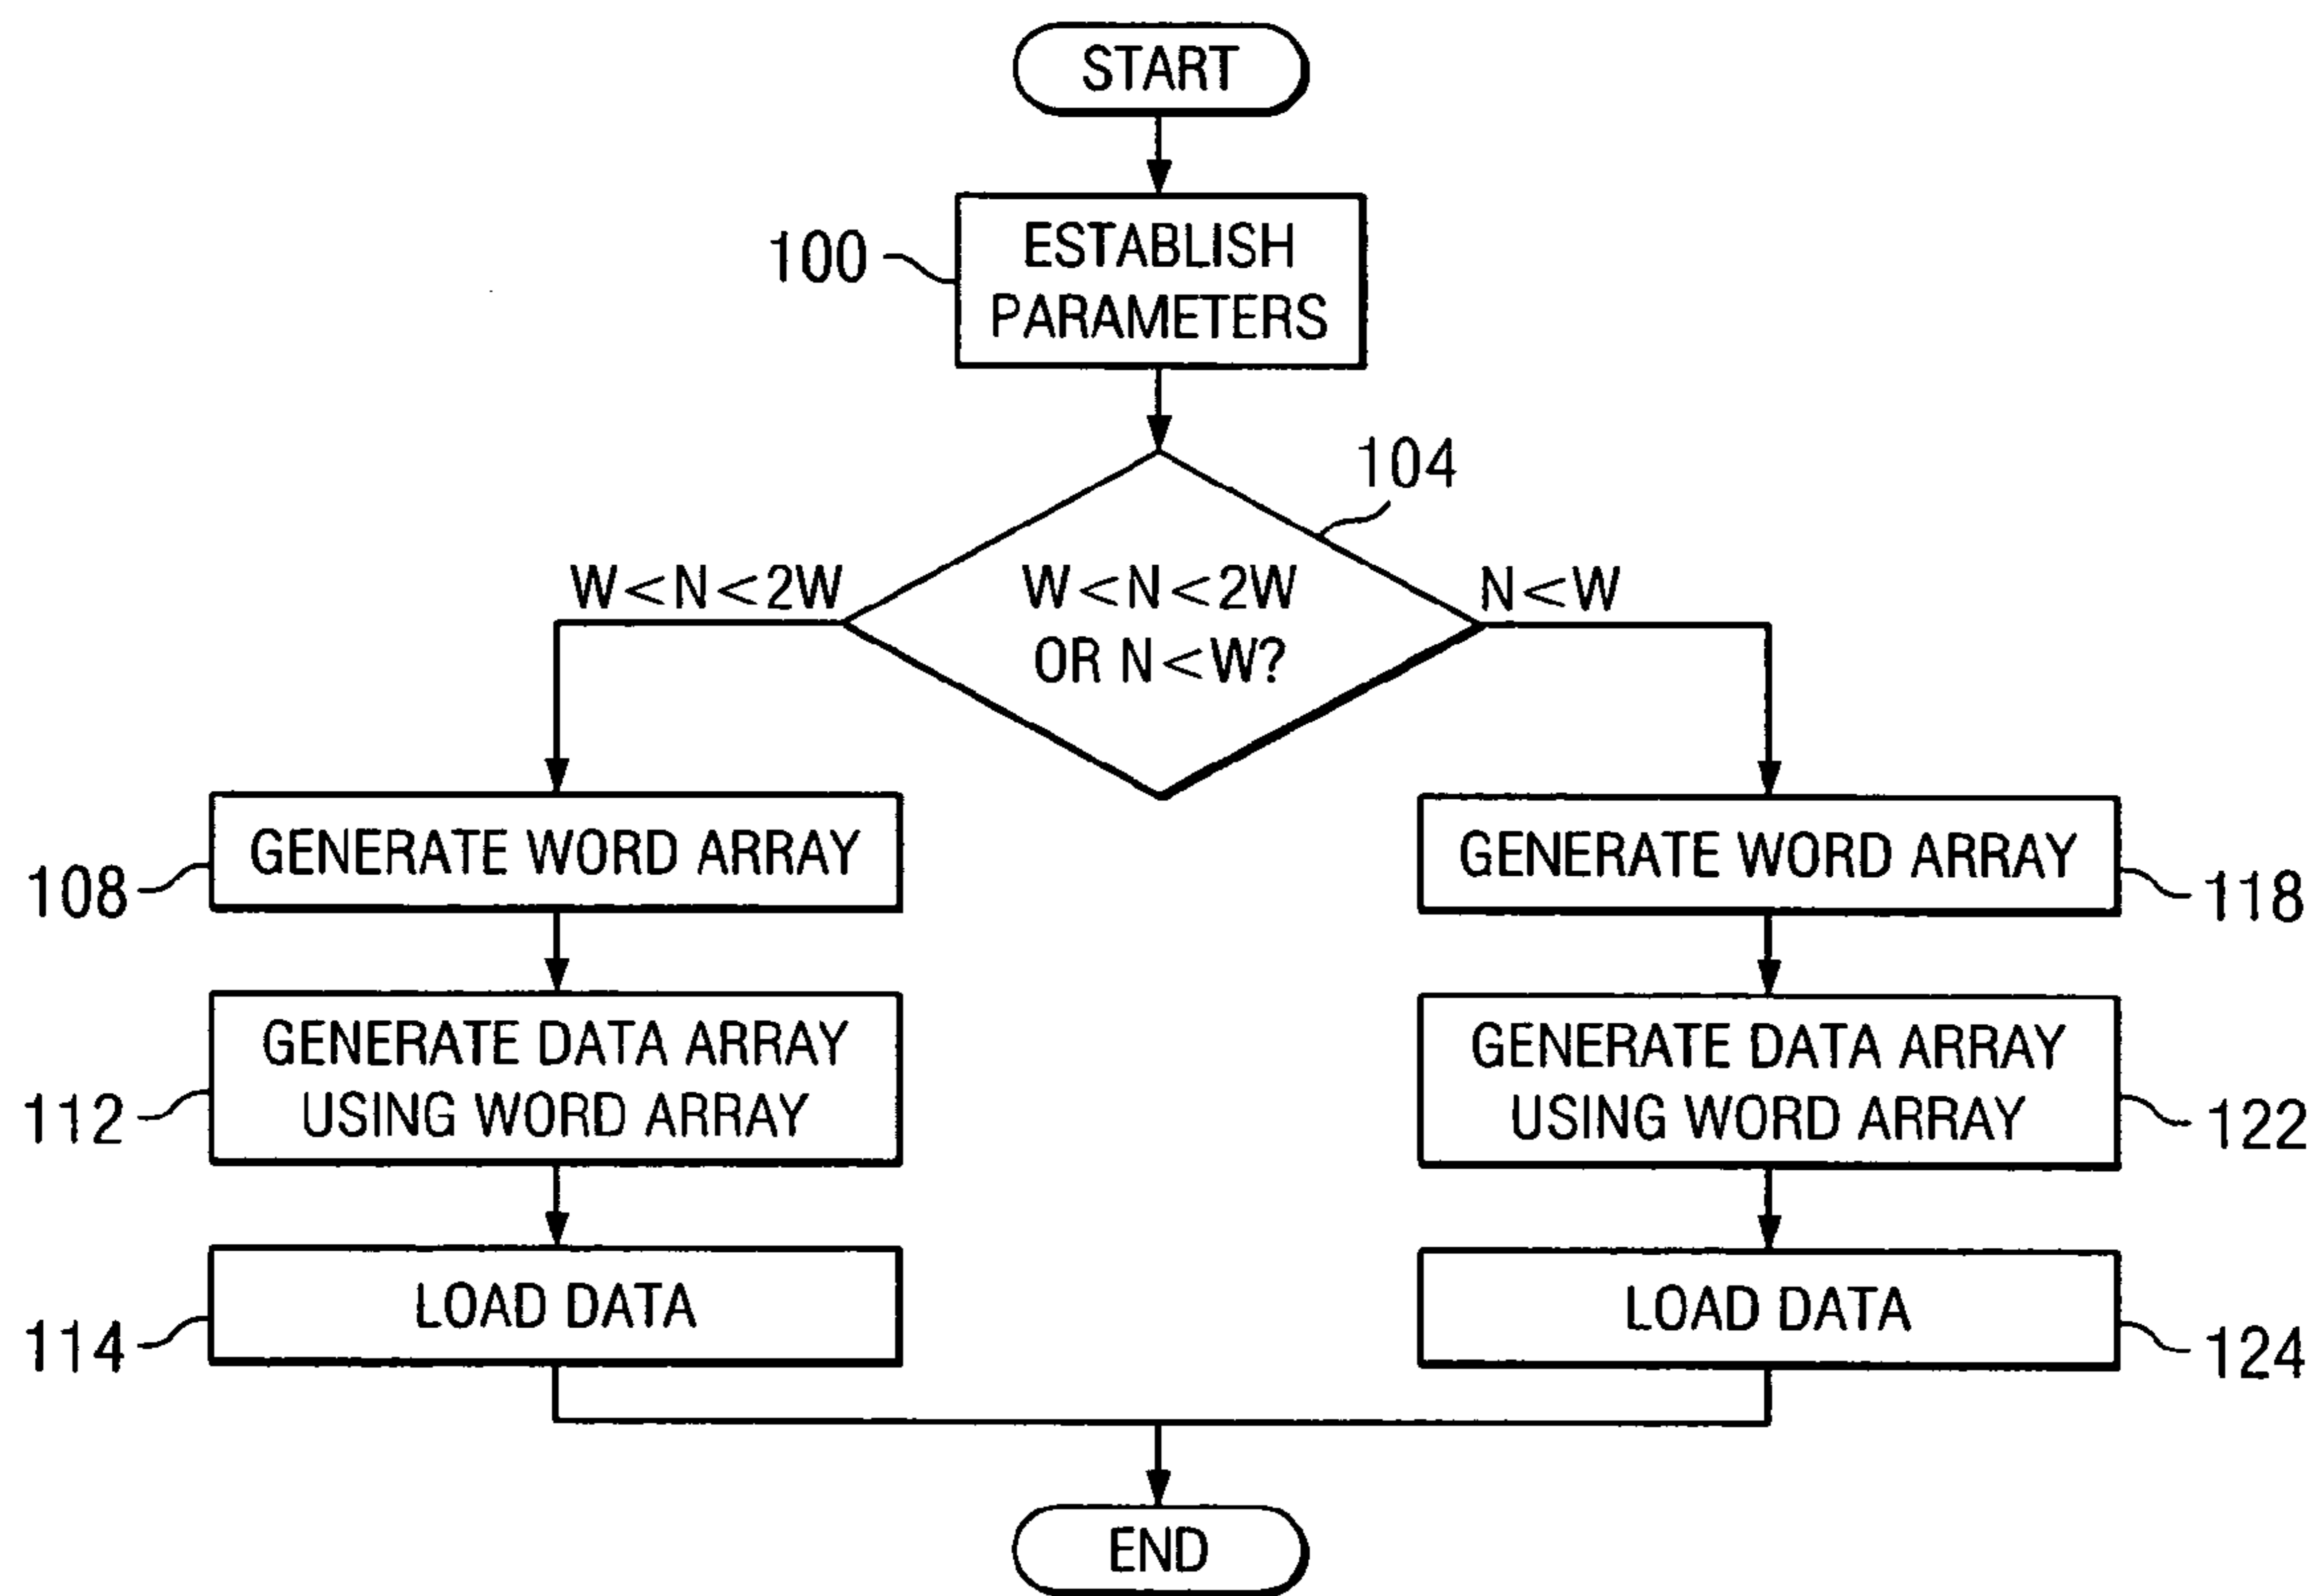 START
100
ESTABLISH
PARAMETERS
104
W<N<2W
W<N<2W
OR N<W?
N<W
GENERATE WORD ARRAY
108
GENERATE WORD ARRAY
118
GENERATE DATA ARRAY
USING WORD ARRAY
112
GENERATE DATA ARRAY
USING WORD ARRAY
122
LOAD DATA
114
LOAD DATA
124
END